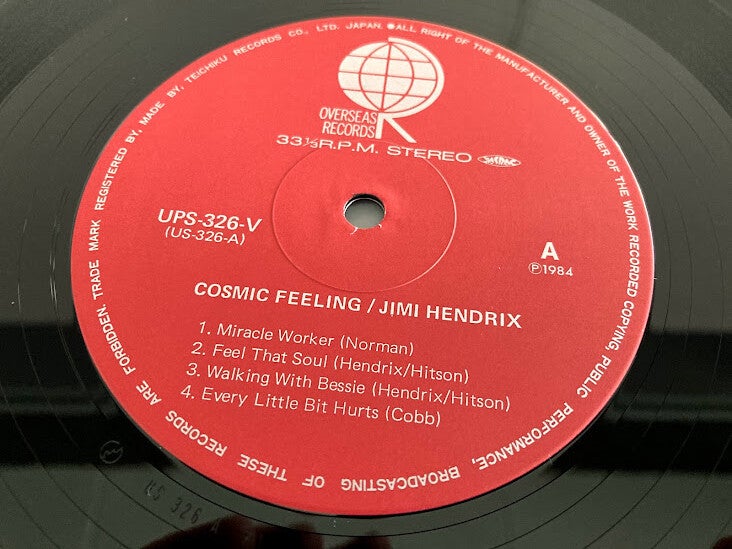 TRADE MARK REGISTERED BY, MADE BY, TEICHIKU RECORDS CO., LTD. JAPAN. ●ALL RIGHT OF THE MANUFACTURER AND OWNER OF THE WORK RECORDED COPYING, PUBLIC PERFORMANCE, BROADCASTING OF THESE RECORDS ARE FORBIDDEN.
OVERSEAS
RECORDS
33⅓R.P.M. STEREO
UPS-326-V
(US-326-A)
A
Ⓟ1984
COSMIC FEELING / JIMI HENDRIX
1. Miracle Worker (Norman)
2. Feel That Soul (Hendrix/Hitson)
3. Walking With Bessie (Hendrix/Hitson)
4. Every Little Bit Hurts (Cobb)
US 326 A